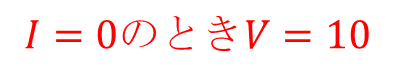 I = 0のときV = 10